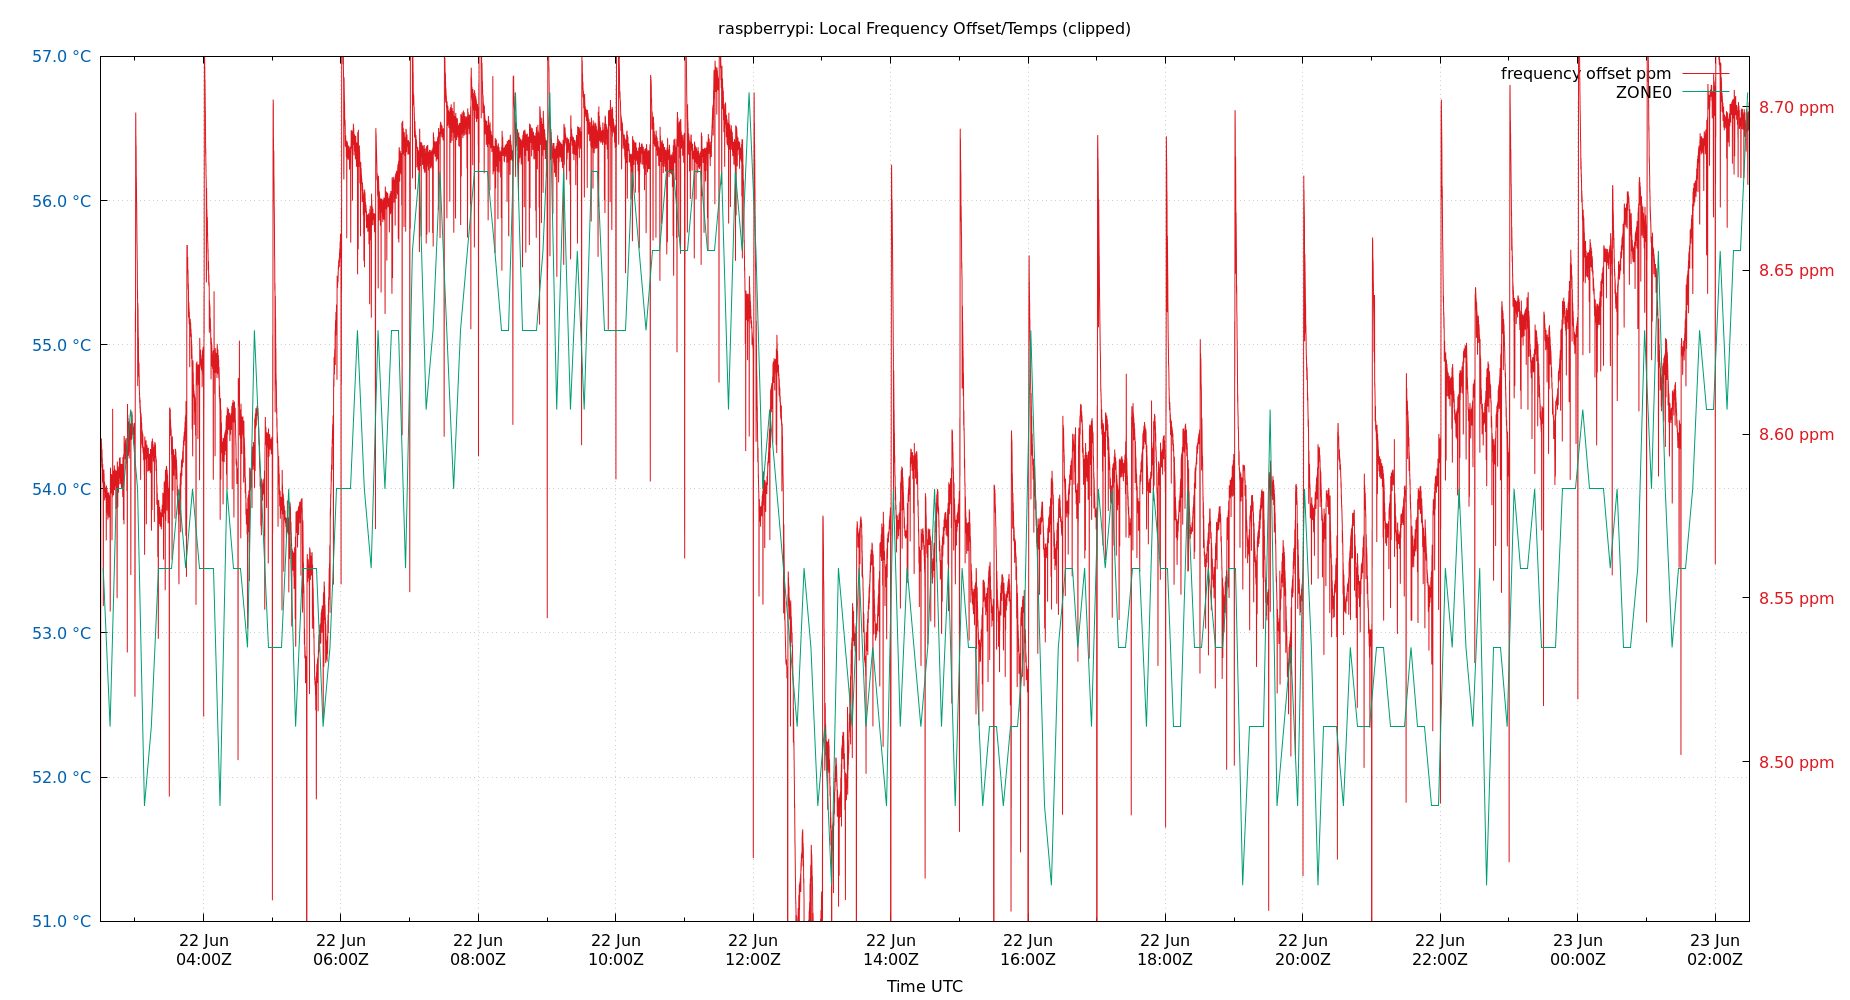 raspberrypi: Local Frequency Offset/Temps (clipped)
57.0 °C
56.0 °C
55.0 °C
54.0 °C
53.0 °C
52.0 °C
51.0 °C
frequency offset ppm
ZONE0
8.70 ppm
8.65 ppm
8.60 ppm
8.55 ppm
8.50 ppm
22 Jun 22 Jun 22 Jun 22 Jun 22 Jun 22 Jun 22 Jun 22 Jun 22 Jun 22 Jun 23 Jun 23 Jun
04:00Z 06:00Z 08:00Z 10:00Z 12:00Z 14:00Z 16:00Z 18:00Z 20:00Z 22:00Z 00:00Z 02:00Z
Time UTC